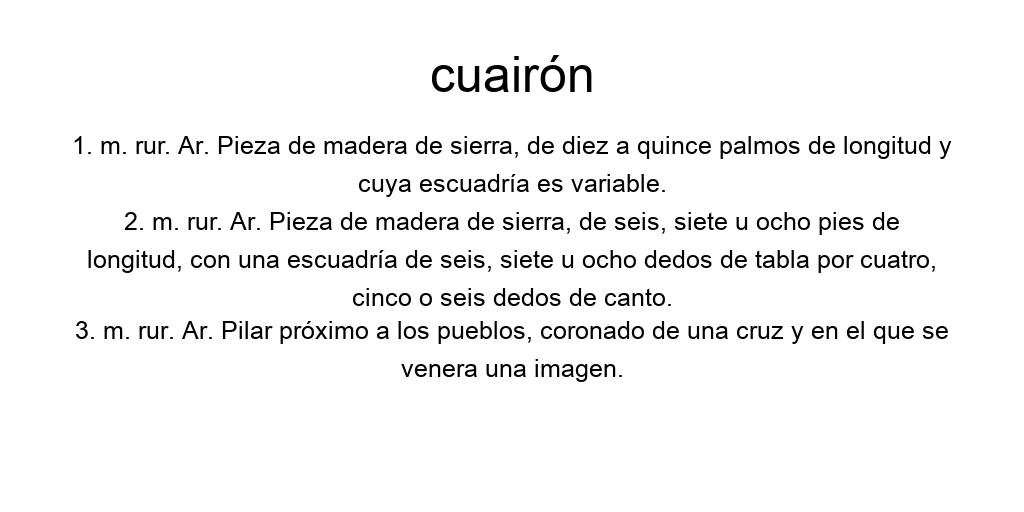 cuairón
1. m. rur. Ar. Pieza de madera de sierra, de diez a quince palmos de longitud y
cuya escuadría es variable.
2. m. rur. Ar. Pieza de madera de sierra, de seis, siete u ocho pies de
longitud, con una escuadría de seis, siete u ocho dedos de tabla por cuatro,
cinco o seis dedos de canto.
3. m. rur. Ar. Pilar próximo a los pueblos, coronado de una cruz y en el que se
venera una imagen.